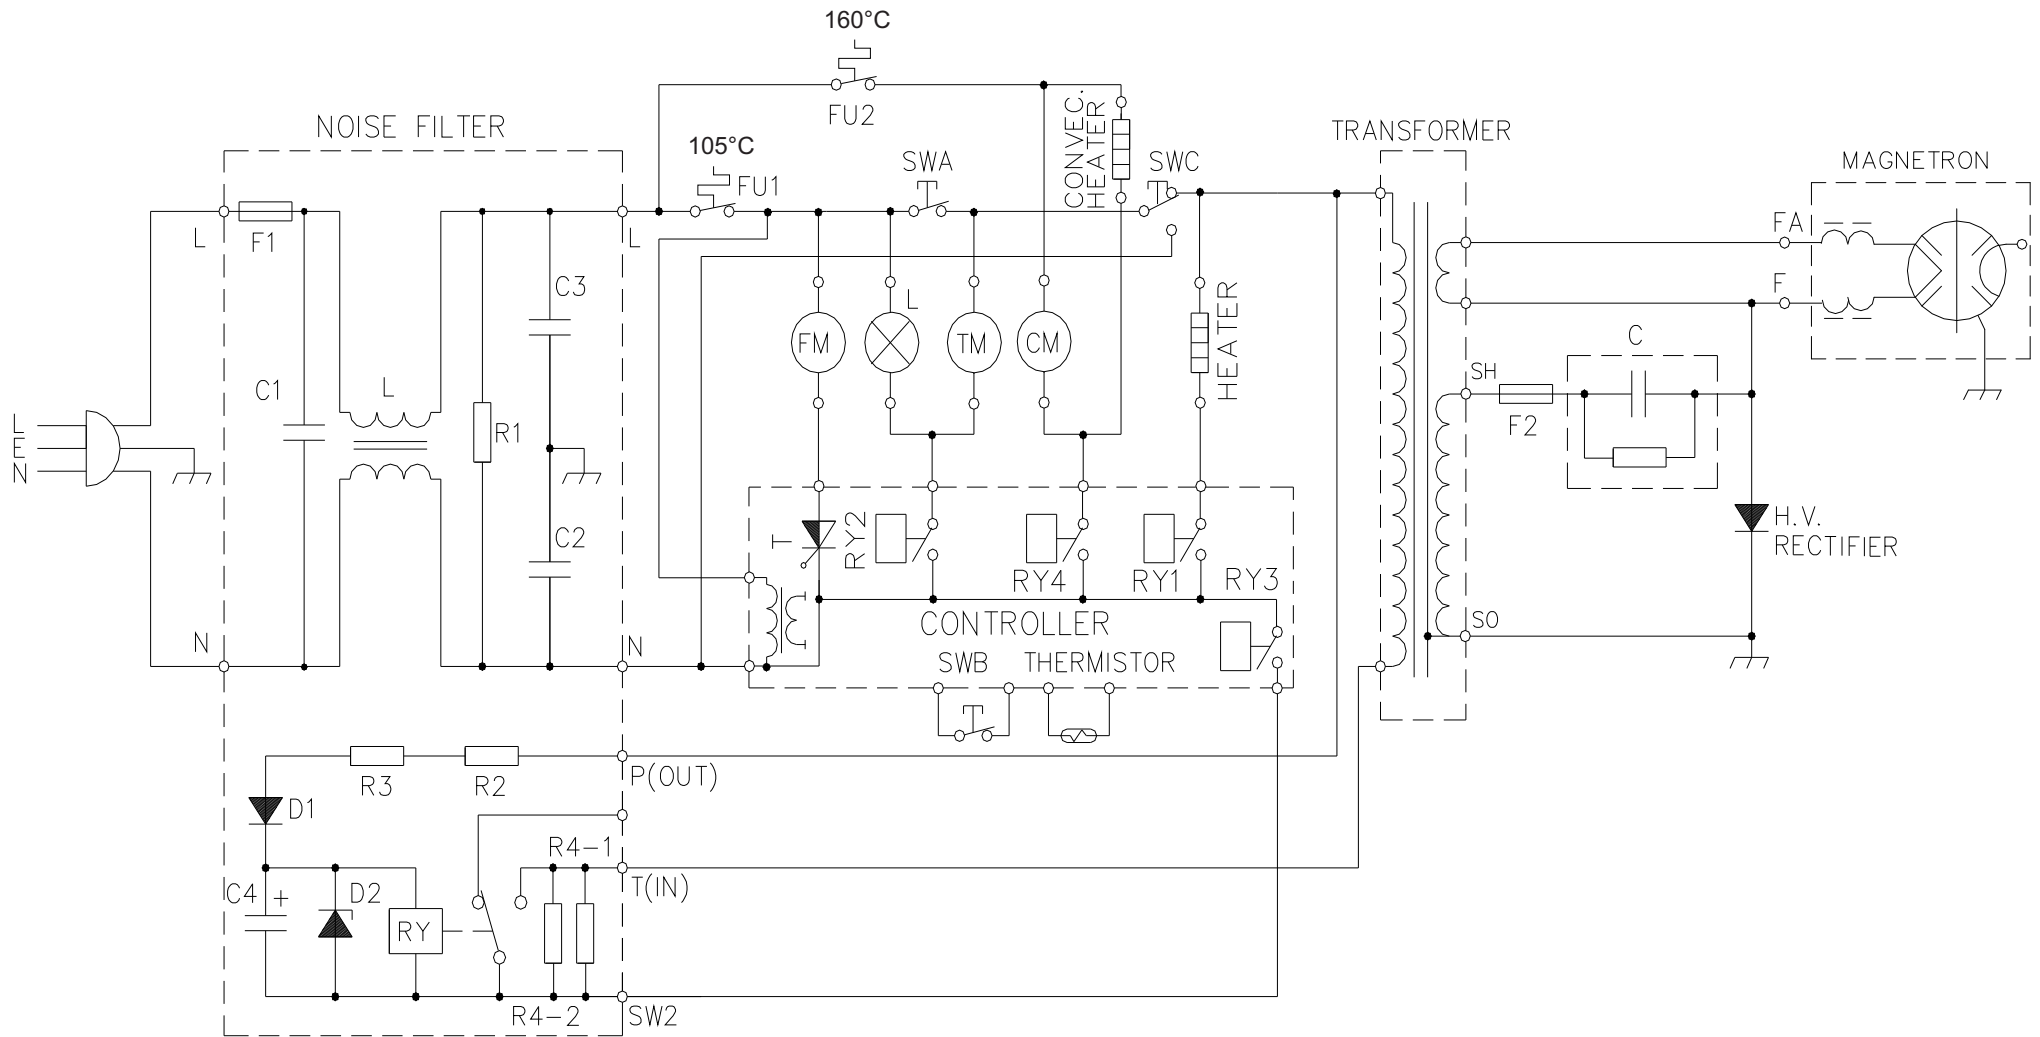 160°C
FU2
NOISE FILTER
105°C
FU1
SWA
CONVEC.
HEATER
SWC
TRANSFORMER
MAGNETRON
L
F1
L
FA
F
C3
L
FM
TM
CM
HEATER
C
C1
L
R1
SH
F2
L
E
N
C2
T
RY2
RY4
RY1
RY3
H.V.
RECTIFIER
N
N
CONTROLLER
SO
SWB
THERMISTOR
R3
R2
P(OUT)
D1
R4-1
C4
+
D2
T(IN)
RY
R4-2
SW2